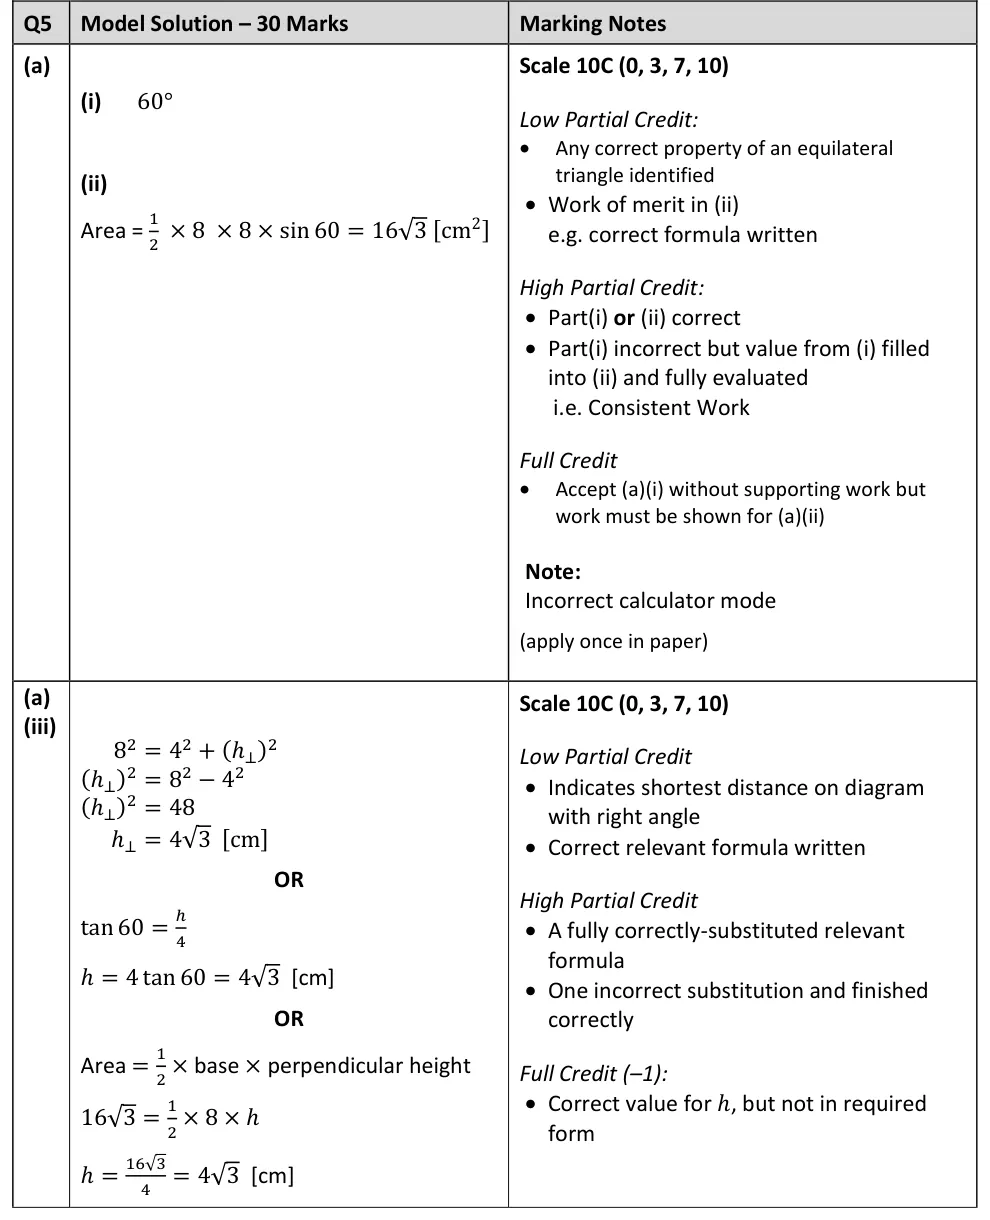 Q5 Model Solution – 30 Marks Marking Notes
(a)
(i) 60°
(ii)
Area = 1/2 × 8 × 8 × sin 60 = 16√3 [cm²]
Scale 10C (0, 3, 7, 10)
Low Partial Credit:
• Any correct property of an equilateral
triangle identified
• Work of merit in (ii)
e.g. correct formula written
High Partial Credit:
• Part(i) or (ii) correct
• Part(i) incorrect but value from (i) filled
into (ii) and fully evaluated
i.e. Consistent Work
Full Credit
• Accept (a)(i) without supporting work but
work must be shown for (a)(ii)
Note:
Incorrect calculator mode
(apply once in paper)
(a)
(iii)
8² = 4² + (h⊥)²
(h⊥)² = 8² − 4²
(h⊥)² = 48
h⊥ = 4√3 [cm]
OR
tan 60 = h/4
h = 4 tan 60 = 4√3 [cm]
OR
Area = 1/2 × base × perpendicular height
16√3 = 1/2 × 8 × h
h = 16√3/4 = 4√3 [cm]
Scale 10C (0, 3, 7, 10)
Low Partial Credit
• Indicates shortest distance on diagram
with right angle
• Correct relevant formula written
High Partial Credit
• A fully correctly-substituted relevant
formula
• One incorrect substitution and finished
correctly
Full Credit (–1):
• Correct value for h, but not in required
form